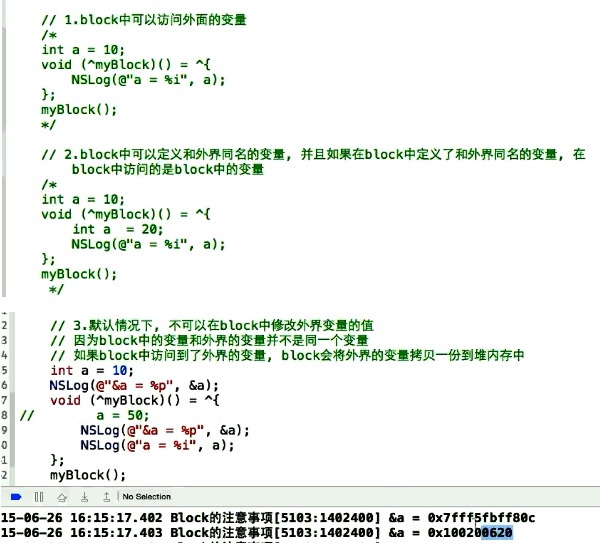 // 1.block中可以访问外面的变量
/*
int a = 10;
void (^myBlock)() = ^{
NSLog(@"a = %i", a);
};
myBlock();
*/
// 2.block中可以定义和外界同名的变量, 并且如果在block中定义了和外界同名的变量, 在
block中访问的是block中的变量
/*
int a = 10;
void (^myBlock)() = ^{
int a  = 20;
NSLog(@"a = %i", a);
};
myBlock();
*/
2 // 3.默认情况下, 不可以在block中修改外界变量的值
3 // 因为block中的变量和外界的变量并不是同一个变量
4 // 如果block中访问到了外界的变量, block会将外界的变量拷贝一份到堆内存中
5 int a = 10;
6 NSLog(@"&a = %p", &a);
7 void (^myBlock)() = ^{
8 // a = 50;
9 NSLog(@"&a = %p", &a);
0 NSLog(@"a = %i", a);
1 };
2 myBlock();
No Selection
15-06-26 16:15:17.402 Block的注意事项[5103:1402400] &a = 0x7fff5fbff80c
15-06-26 16:15:17.403 Block的注意事项[5103:1402400] &a = 0x100200620